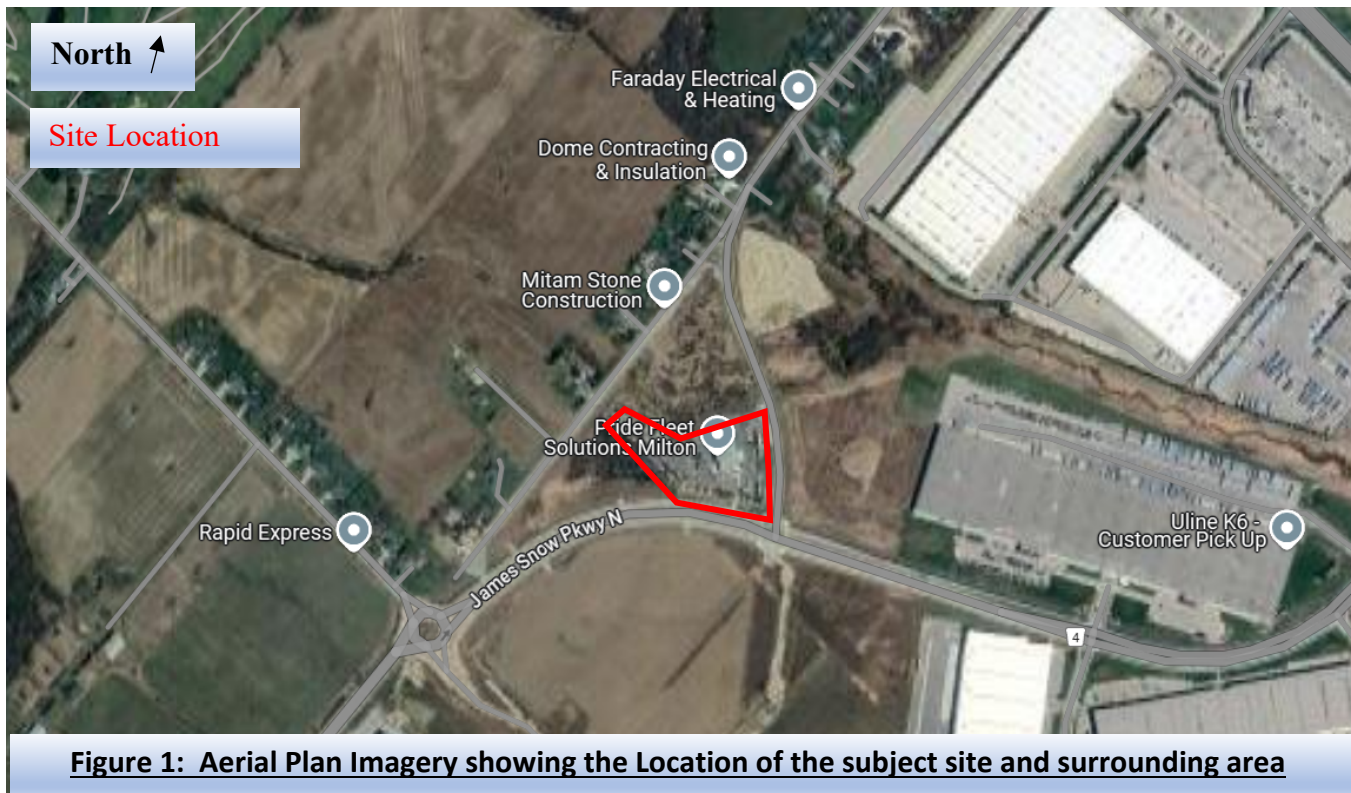 North
Site Location
Faraday Electrical
& Heating
Dome Contracting
& Insulation
Mitam Stone
Construction
Pride Fleet
Solutions Milton
Rapid Express
James Snow Pkwy N
Uline K6 -
Customer Pick Up
4
Figure 1:  Aerial Plan Imagery showing the Location of the subject site and surrounding area